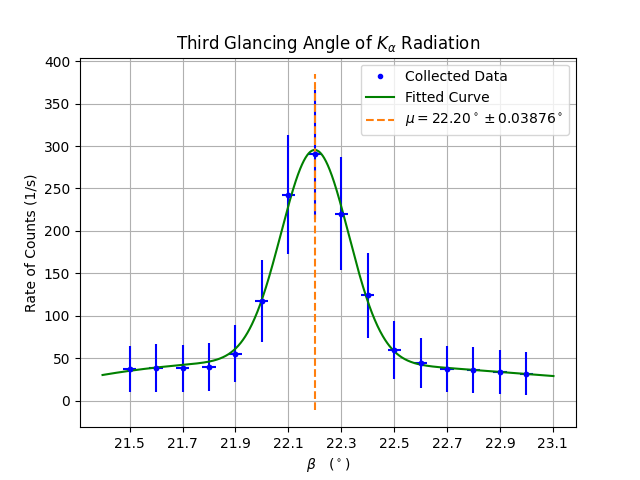 Third Glancing Angle of Kα Radiation
Collected Data
Fitted Curve
μ = 22.20° ± 0.03876°
Rate of Counts (1/s)
400
350
300
250
200
150
100
50
0
21.5 21.7 21.9 22.1 22.3 22.5 22.7 22.9 23.1
β (°)